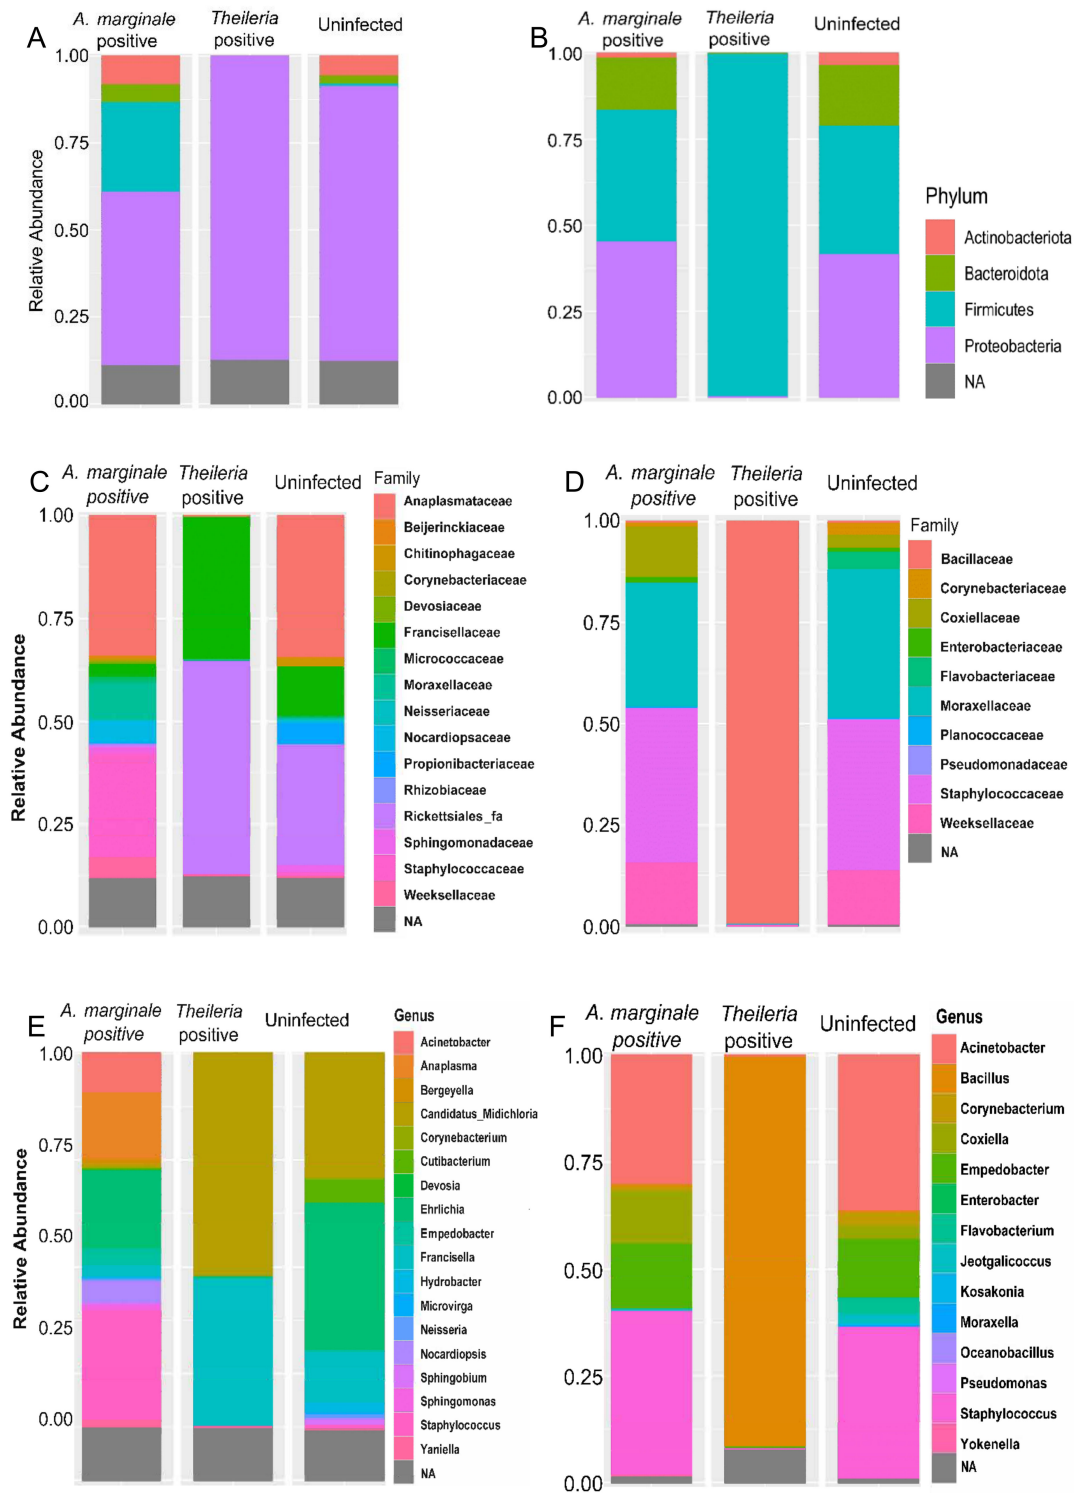 A
A. marginale
positive
Theileria
positive
Uninfected
1.00
0.75
0.50
0.25
0.00
Relative Abundance
B
A. marginale
positive
Theileria
positive
Uninfected
1.00
0.75
0.50
0.25
0.00
Phylum
Actinobacteriota
Bacteroidota
Firmicutes
Proteobacteria
NA
C
A. marginale
positive
Theileria
positive
Uninfected
1.00
0.75
0.50
0.25
0.00
Relative Abundance
Family
Anaplasmataceae
Beijerinckiaceae
Chitinophagaceae
Corynebacteriaceae
Devosiaceae
Francisellaceae
Micrococcaceae
Moraxellaceae
Neisseriaceae
Nocardiopsaceae
Propionibacteriaceae
Rhizobiaceae
Rickettsiales_fa
Sphingomonadaceae
Staphylococcaceae
Weeksellaceae
NA
D
A. marginale
positive
Theileria
positive
Uninfected
1.00
0.75
0.50
0.25
0.00
Family
Bacillaceae
Corynebacteriaceae
Coxiellaceae
Enterobacteriaceae
Flavobacteriaceae
Moraxellaceae
Planococcaceae
Pseudomonadaceae
Staphylococcaceae
Weeksellaceae
NA
E
A. marginale
positive
Theileria
positive
Uninfected
1.00
0.75
0.50
0.25
0.00
Relative Abundance
Genus
Acinetobacter
Anaplasma
Bergeyella
Candidatus_Midichloria
Corynebacterium
Cutibacterium
Devosia
Ehrlichia
Empedobacter
Francisella
Hydrobacter
Microvirga
Neisseria
Nocardiopsis
Sphingobium
Sphingomonas
Staphylococcus
Yaniella
NA
F
A. marginale
positive
Theileria
positive
Uninfected
1.00
0.75
0.50
0.25
0.00
Genus
Acinetobacter
Bacillus
Corynebacterium
Coxiella
Empedobacter
Enterobacter
Flavobacterium
Jeotgalicoccus
Kosakonia
Moraxella
Oceanobacillus
Pseudomonas
Staphylococcus
Yokenella
NA